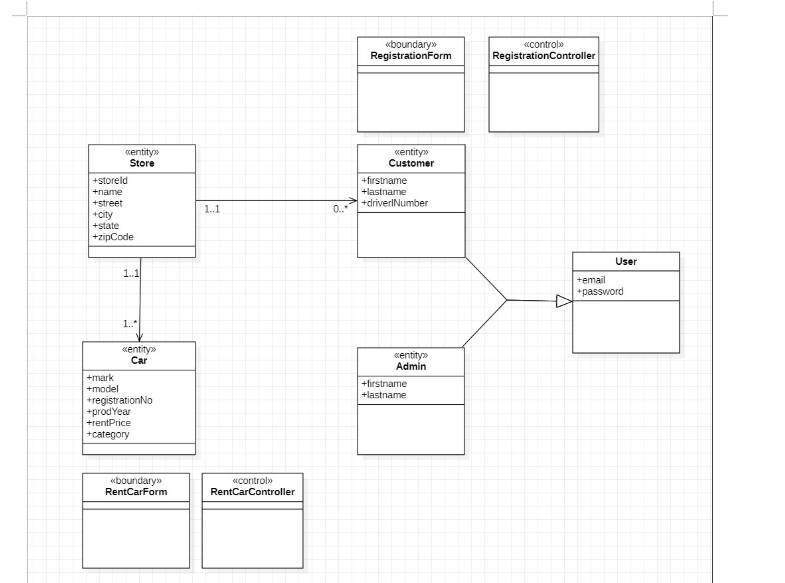 «boundary»
RegistrationForm
«control»
RegistrationController
«entity»
Store
+storeId
+name
+street
+city
+state
+zipCode
1..1
0..*
«entity»
Customer
+firstname
+lastname
+driverlNumber
User
+email
+password
1..1
1..*
«entity»
Car
+mark
+model
+registrationNo
+prodYear
+rentPrice
+category
«entity»
Admin
+firstname
+lastname
«boundary»
RentCarForm
«control»
RentCarController